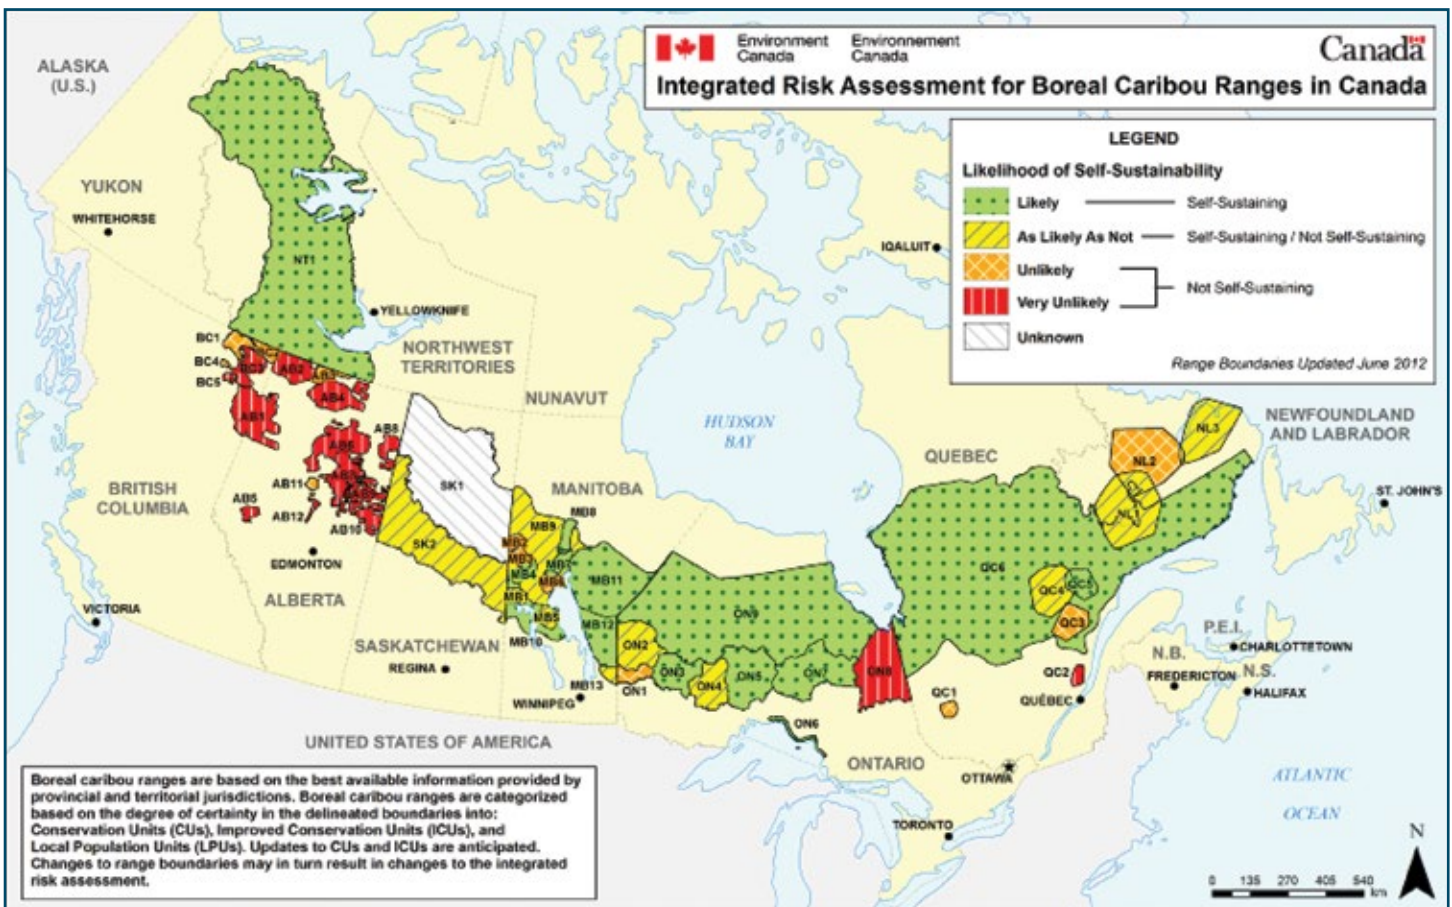 Environment Canada
Environnement Canada
Canada
Integrated Risk Assessment for Boreal Caribou Ranges in Canada
LEGEND
Likelihood of Self-Sustainability
Likely
Self-Sustaining
As Likely As Not
Self-Sustaining / Not Self-Sustaining
Unlikely
Very Unlikely
Not Self-Sustaining
Unknown
Range Boundaries Updated June 2012
ALASKA
(U.S.)
YUKON
WHITEHORSE
IQALUIT
NT1
YELLOWKNIFE
BC1
NORTHWEST
TERRITORIES
BC4
AB2
AB3
BC5
AB4
NUNAVUT
AB1
HUDSON
BAY
NEWFOUNDLAND
AND LABRADOR
NL3
AB8
AB6
QUEBEC
NL2
BRITISH
COLUMBIA
AB11
SK1
MANITOBA
ST. JOHN'S
AB5
AB12
AB10
MB8
NL1
MB9
SK2
MB2
MB3
MB7
MB4
MB6
MB11
EDMONTON
QC6
QC4
QC5
ALBERTA
MB1
MB5
MB12
ON9
VICTORIA
QC3
SASKATCHEWAN
MB10
ON2
P.E.I.
CHARLOTTETOWN
REGINA
N.B.
ON3
ON5
ON7
ON8
QC2
FREDERICTON
N.S.
MB13
ON1
ON4
QC1
HALIFAX
WINNIPEG
QUÉBEC
ON6
UNITED STATES OF AMERICA
ONTARIO
OTTAWA
ATLANTIC
OCEAN
TORONTO
Boreal caribou ranges are based on the best available information provided by
provincial and territorial jurisdictions. Boreal caribou ranges are categorized
based on the degree of certainty in the delineated boundaries into:
Conservation Units (CUs), Improved Conservation Units (ICUs), and
Local Population Units (LPUs). Updates to CUs and ICUs are anticipated.
Changes to range boundaries may in turn result in changes to the integrated
risk assessment.
N
0 135 270 405 540
km